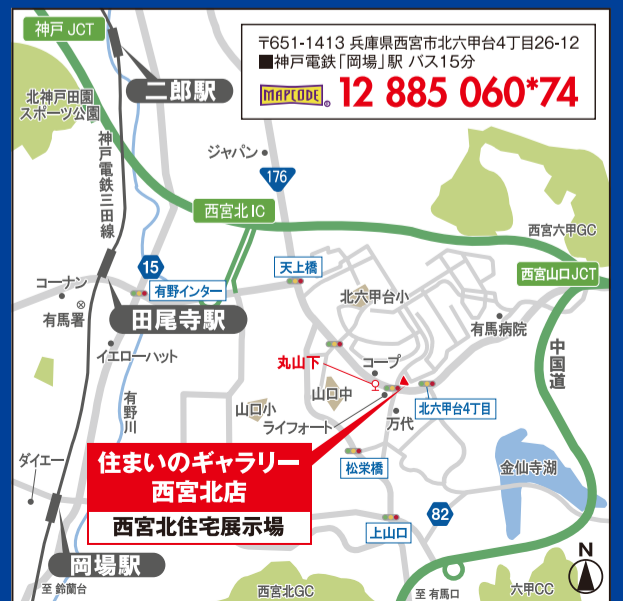 神戸JCT
〒651-1413 兵庫県西宮市北六甲台4丁目26-12
■神戸電鉄「岡場」駅 バス15分
MAPCODE® 12 885 060*74
二郎駅
北神戸田園
スポーツ公園
神戸電鉄三田線
ジャパン
176
西宮北IC
西宮六甲GC
西宮山口JCT
15
天上橋
コーナン
有野インター
北六甲台小
有馬署
田尾寺駅
有馬病院
イエローハット
丸山下
コープ
中国道
有野川
山口小
山口中
北六甲台4丁目
ライフォート
万代
住まいのギャラリー
西宮北店
西宮北住宅展示場
松栄橋
金仙寺湖
ダイエー
82
上山口
岡場駅
N
至 鈴蘭台
西宮北GC
至 有馬口
六甲CC